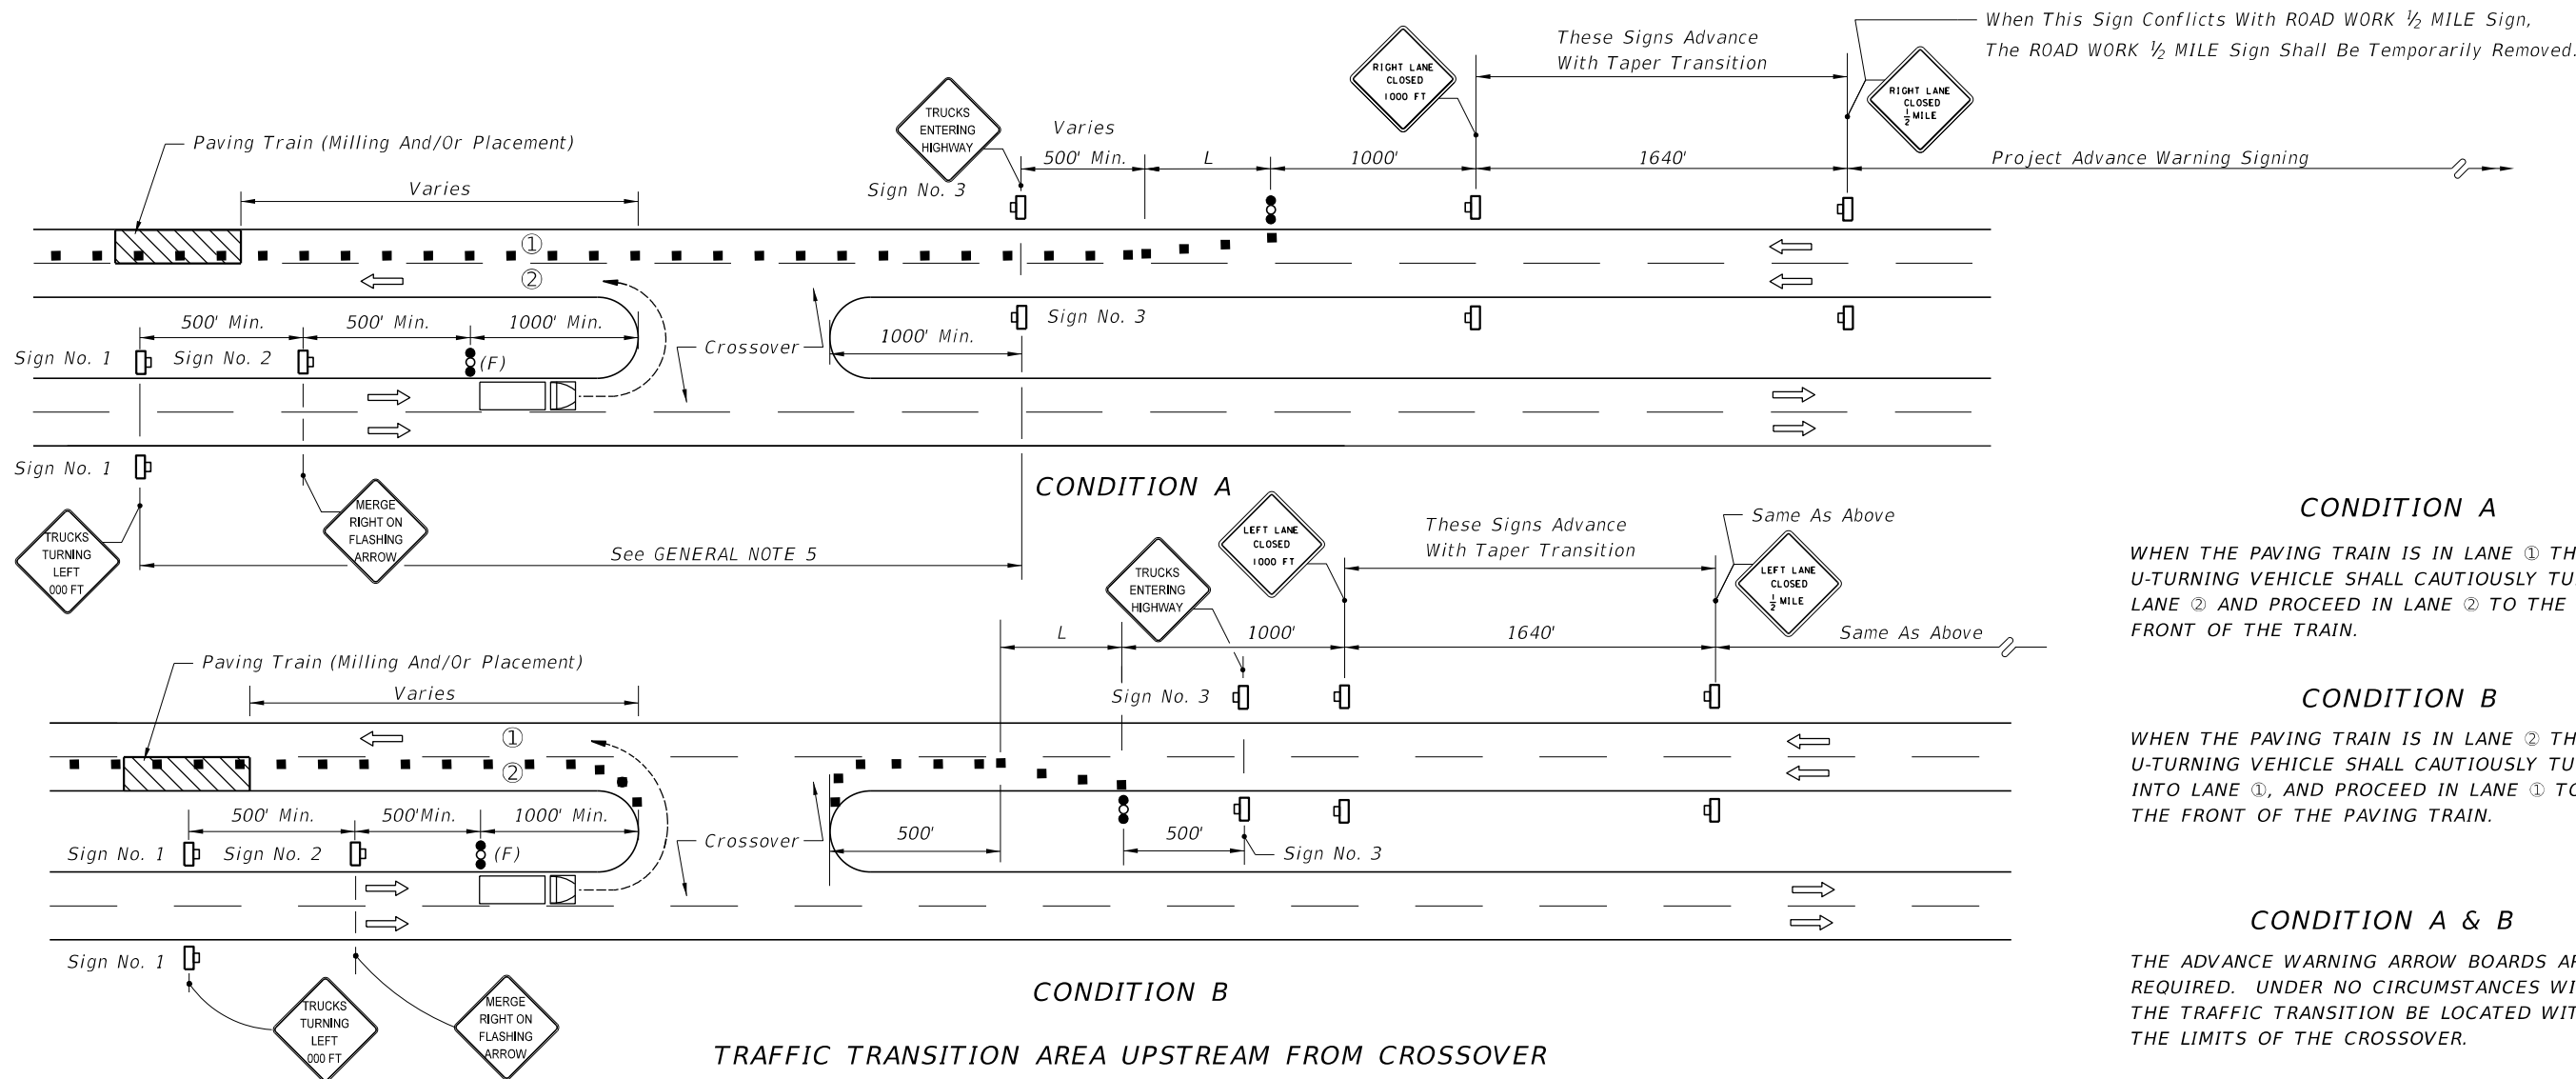 When This Sign Conflicts With ROAD WORK ½ MILE Sign,
The ROAD WORK ½ MILE Sign Shall Be Temporarily Removed.
These Signs Advance
With Taper Transition
RIGHT LANE
CLOSED
1000 FT
RIGHT LANE
CLOSED
½ MILE
TRUCKS
ENTERING
HIGHWAY
Paving Train (Milling And/Or Placement)
Varies
500' Min.
L
1000'
1640'
Project Advance Warning Signing
Varies
Sign No. 3
①
②
500' Min.
500' Min.
1000' Min.
Sign No. 3
Sign No. 1
Sign No. 2
(F)
Crossover
1000' Min.
Sign No. 1
CONDITION A
TRUCKS
TURNING
LEFT
000 FT
MERGE
RIGHT ON
FLASHING
ARROW
See GENERAL NOTE 5
These Signs Advance
With Taper Transition
Same As Above
LEFT LANE
CLOSED
1000 FT
LEFT LANE
CLOSED
½ MILE
TRUCKS
ENTERING
HIGHWAY
L
1000'
1640'
Same As Above
Paving Train (Milling And/Or Placement)
Varies
Sign No. 3
①
②
500' Min.
500'Min.
1000' Min.
500'
500'
Sign No. 1
Sign No. 2
(F)
Crossover
Sign No. 3
Sign No. 1
TRUCKS
TURNING
LEFT
000 FT
MERGE
RIGHT ON
FLASHING
ARROW
CONDITION B
TRAFFIC TRANSITION AREA UPSTREAM FROM CROSSOVER
CONDITION A
WHEN THE PAVING TRAIN IS IN LANE ① TH
U-TURNING VEHICLE SHALL CAUTIOUSLY TU
LANE ② AND PROCEED IN LANE ② TO THE
FRONT OF THE TRAIN.
CONDITION B
WHEN THE PAVING TRAIN IS IN LANE ② TH
U-TURNING VEHICLE SHALL CAUTIOUSLY TU
INTO LANE ①, AND PROCEED IN LANE ① TO
THE FRONT OF THE PAVING TRAIN.
CONDITION A & B
THE ADVANCE WARNING ARROW BOARDS AR
REQUIRED. UNDER NO CIRCUMSTANCES WI
THE TRAFFIC TRANSITION BE LOCATED WIT
THE LIMITS OF THE CROSSOVER.